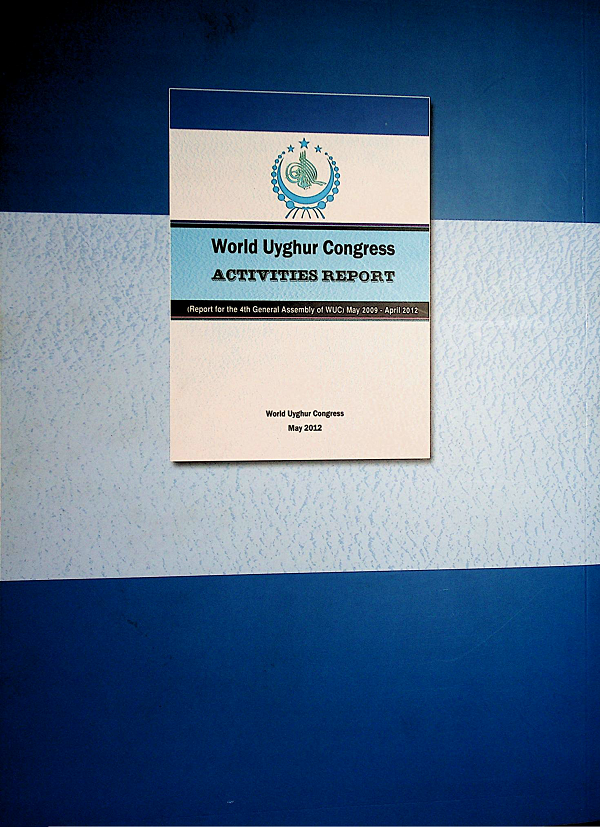 World Uyghur Congress
ACTIVITIES REPORT
(Report for the 4th General Assembly of WUC) May 2009 - April 2012
World Uyghur Congress
May 2012